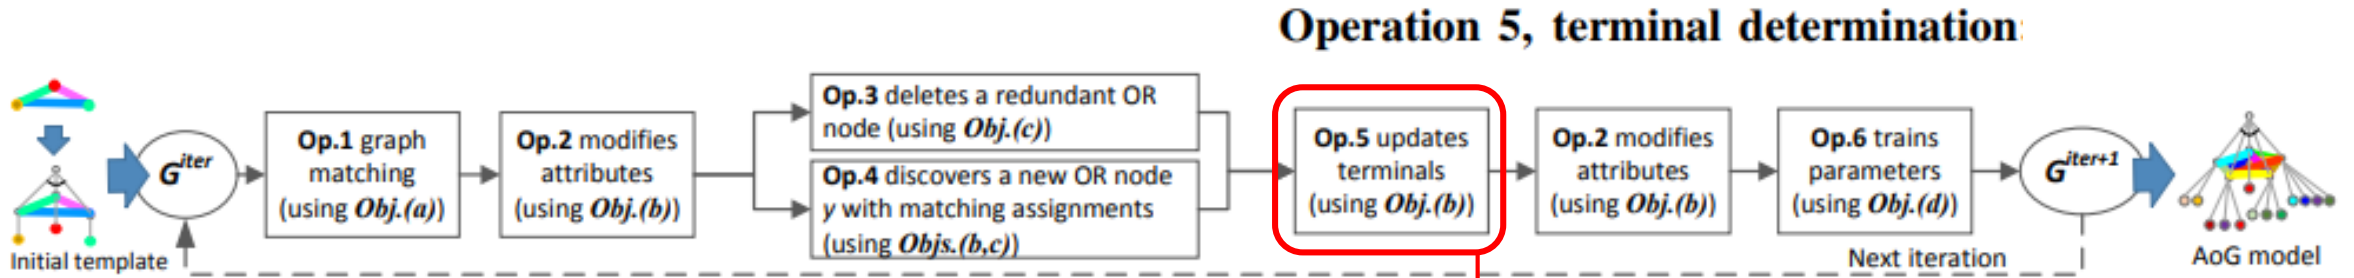 Operation 5, terminal determination:
Initial template
G^iter
Op.1 graph
matching
(using Obj.(a))
Op.2 modifies
attributes
(using Obj.(b))
Op.3 deletes a redundant OR
node (using Obj.(c))
Op.4 discovers a new OR node
y with matching assignments
(using Objs.(b,c))
Op.5 updates
terminals
(using Obj.(b))
Op.2 modifies
attributes
(using Obj.(b))
Op.6 trains
parameters
(using Obj.(d))
G^iter+1
Next iteration
AoG model